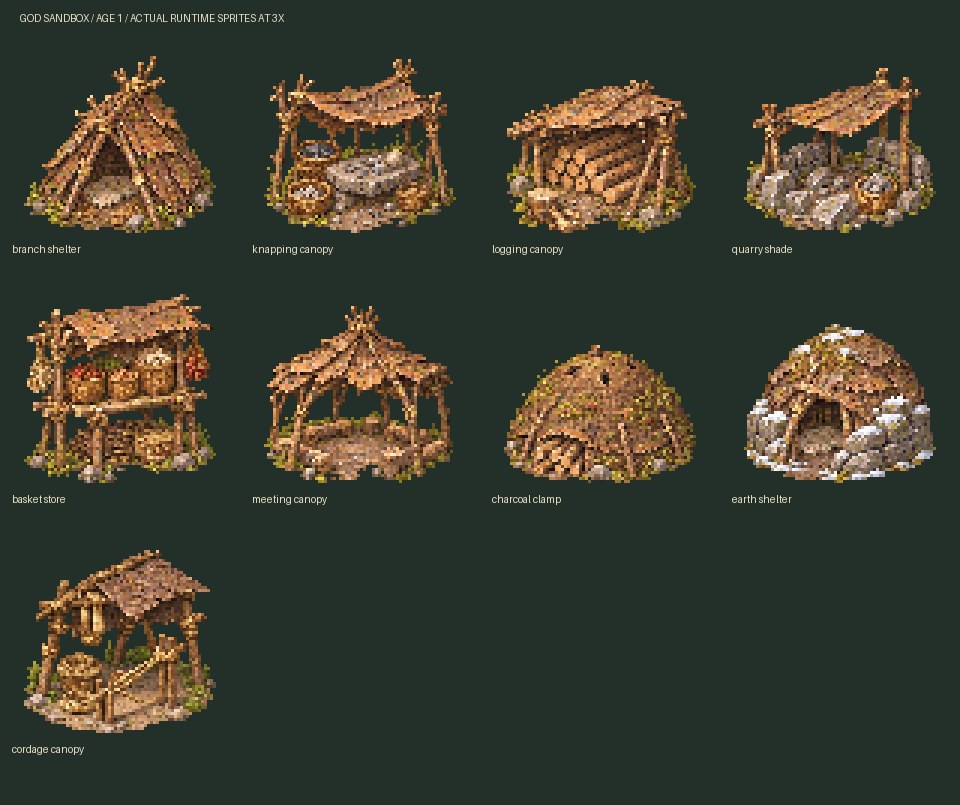 GOD SANDBOX / AGE 1 / ACTUAL RUNTIME SPRITES AT 3X
branch shelter
knapping canopy
logging canopy
quarry shade
basket store
meeting canopy
charcoal clamp
earth shelter
cordage canopy